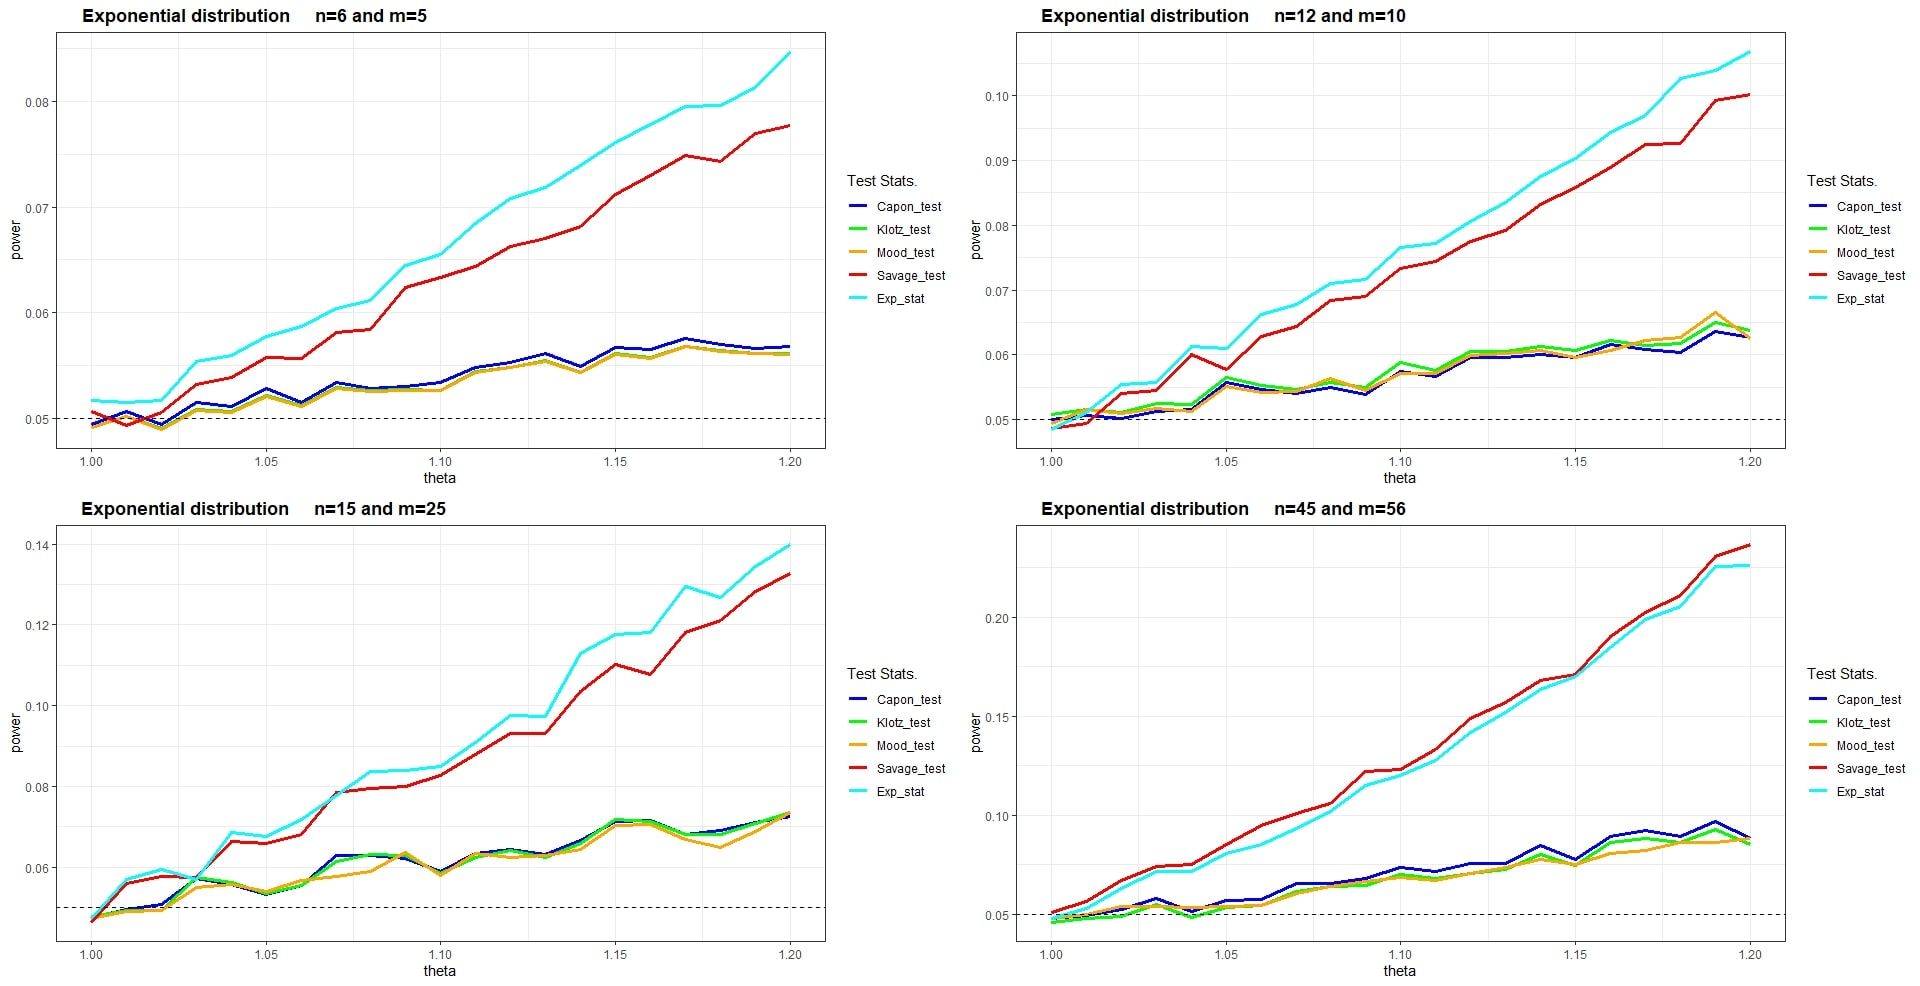 Exponential distribution n=6 and m=5
0.08
0.07
0.06
0.05
power
1.00 1.05 1.10 1.15 1.20
theta
Test Stats.
Capon_test
Klotz_test
Mood_test
Savage_test
Exp_stat
Exponential distribution n=12 and m=10
0.10
0.09
0.08
0.07
0.06
0.05
power
1.00 1.05 1.10 1.15 1.20
theta
Test Stats.
Capon_test
Klotz_test
Mood_test
Savage_test
Exp_stat
Exponential distribution n=15 and m=25
0.14
0.12
0.10
0.08
0.06
power
1.00 1.05 1.10 1.15 1.20
theta
Test Stats.
Capon_test
Klotz_test
Mood_test
Savage_test
Exp_stat
Exponential distribution n=45 and m=56
0.20
0.15
0.10
0.05
power
1.00 1.05 1.10 1.15 1.20
theta
Test Stats.
Capon_test
Klotz_test
Mood_test
Savage_test
Exp_stat